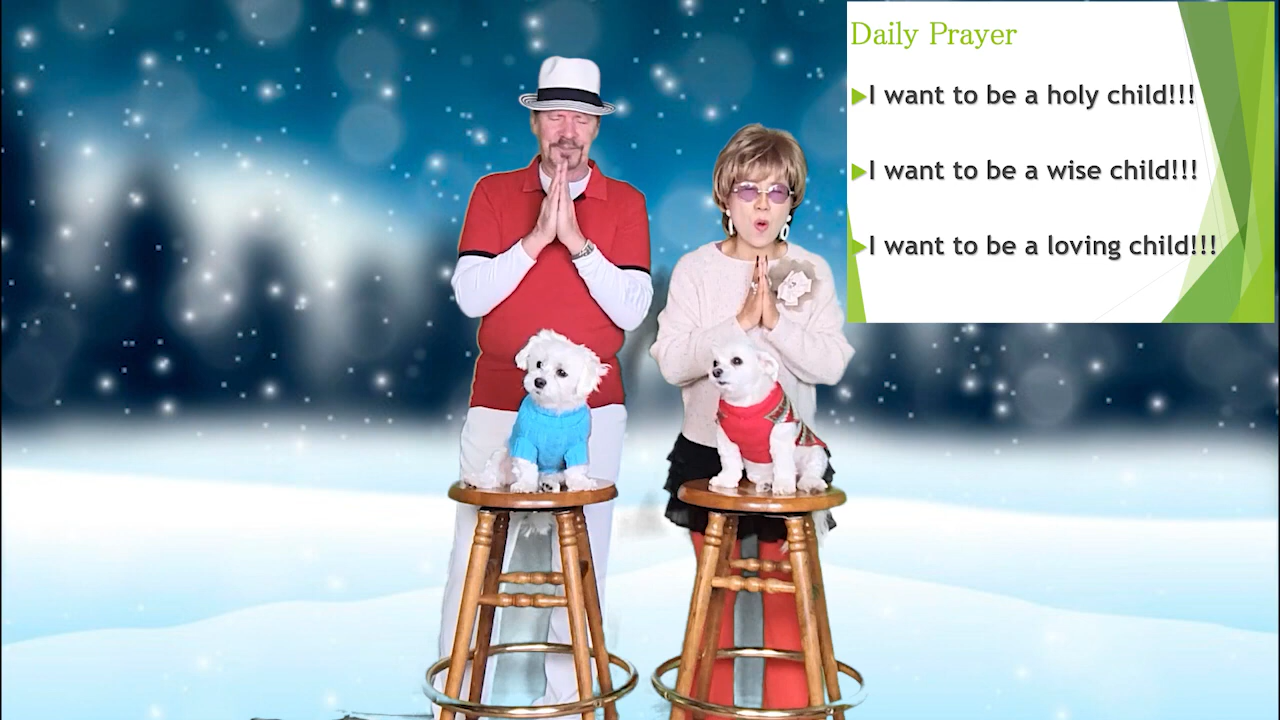 Daily Prayer
I want to be a holy child!!!
I want to be a wise child!!!
I want to be a loving child!!!